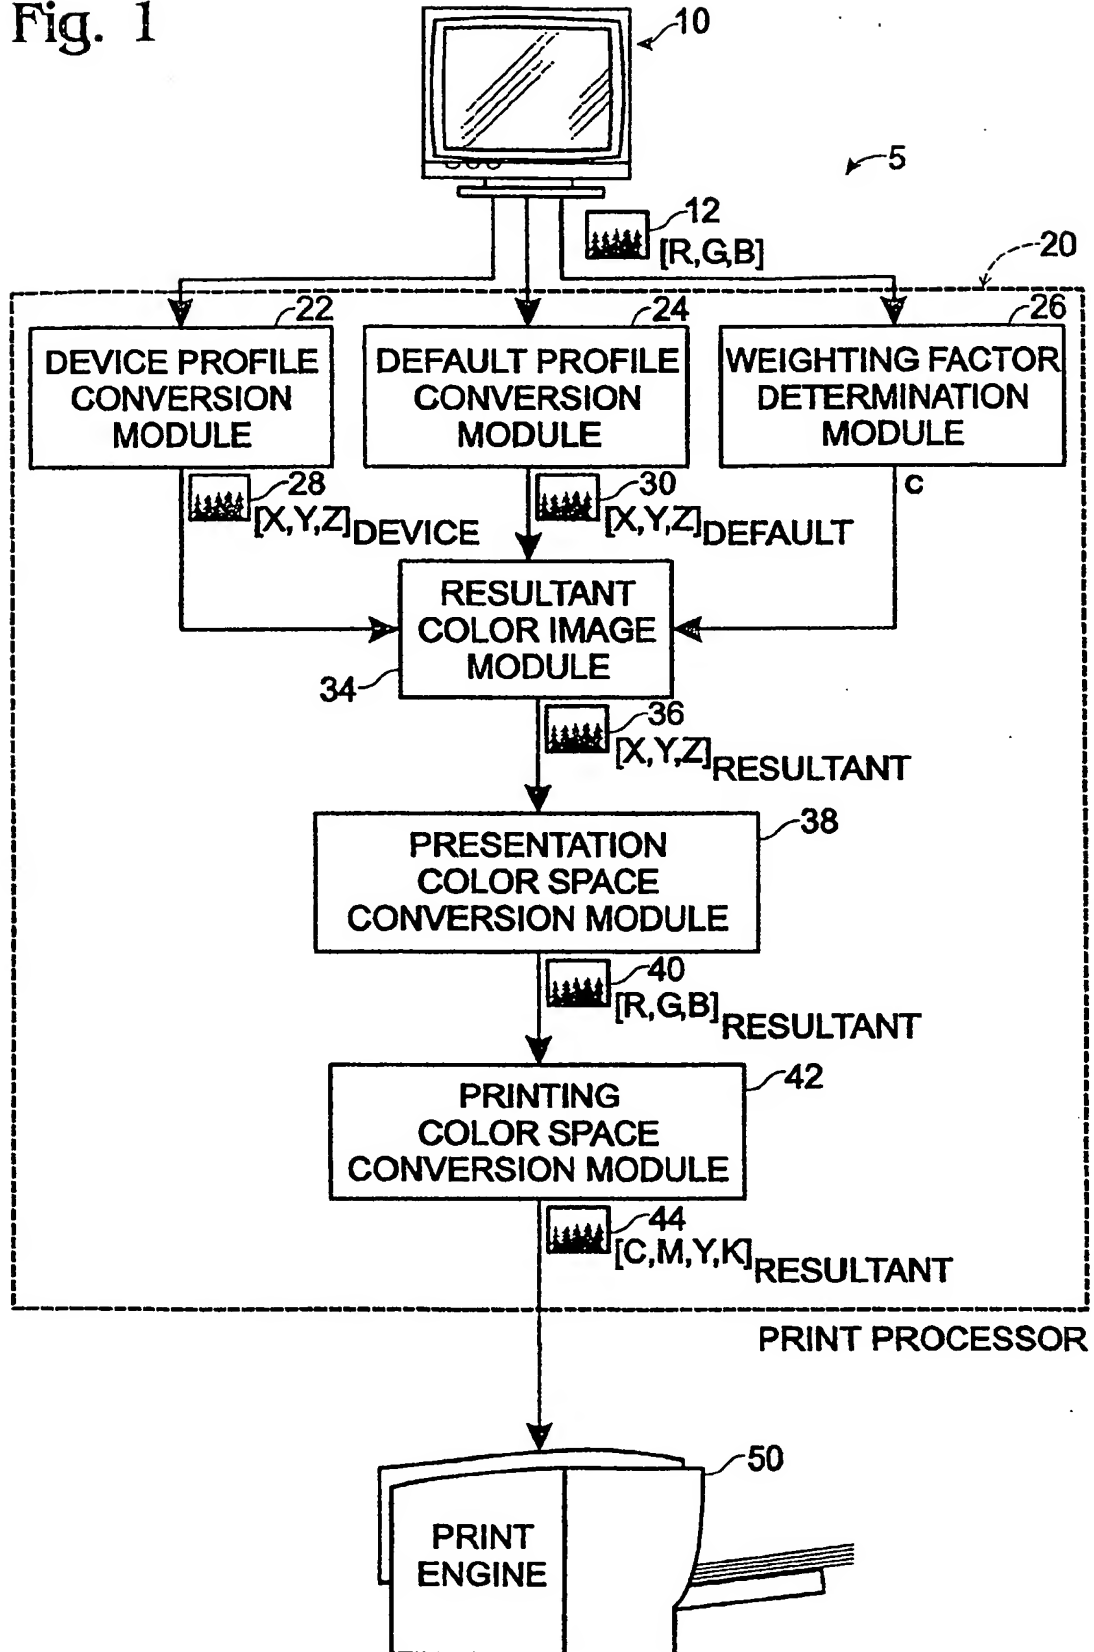 Fig. 1
10
5
12
[R,G,B]
20
22
24
26
DEVICE PROFILE
CONVERSION
MODULE
DEFAULT PROFILE
CONVERSION
MODULE
WEIGHTING FACTOR
DETERMINATION
MODULE
28
[X,Y,Z]DEVICE
30
[X,Y,Z]DEFAULT
C
RESULTANT
COLOR IMAGE
MODULE
34
36
[X,Y,Z]RESULTANT
38
PRESENTATION
COLOR SPACE
CONVERSION MODULE
40
[R,G,B]RESULTANT
42
PRINTING
COLOR SPACE
CONVERSION MODULE
44
[C,M,Y,K]RESULTANT
PRINT PROCESSOR
50
PRINT
ENGINE